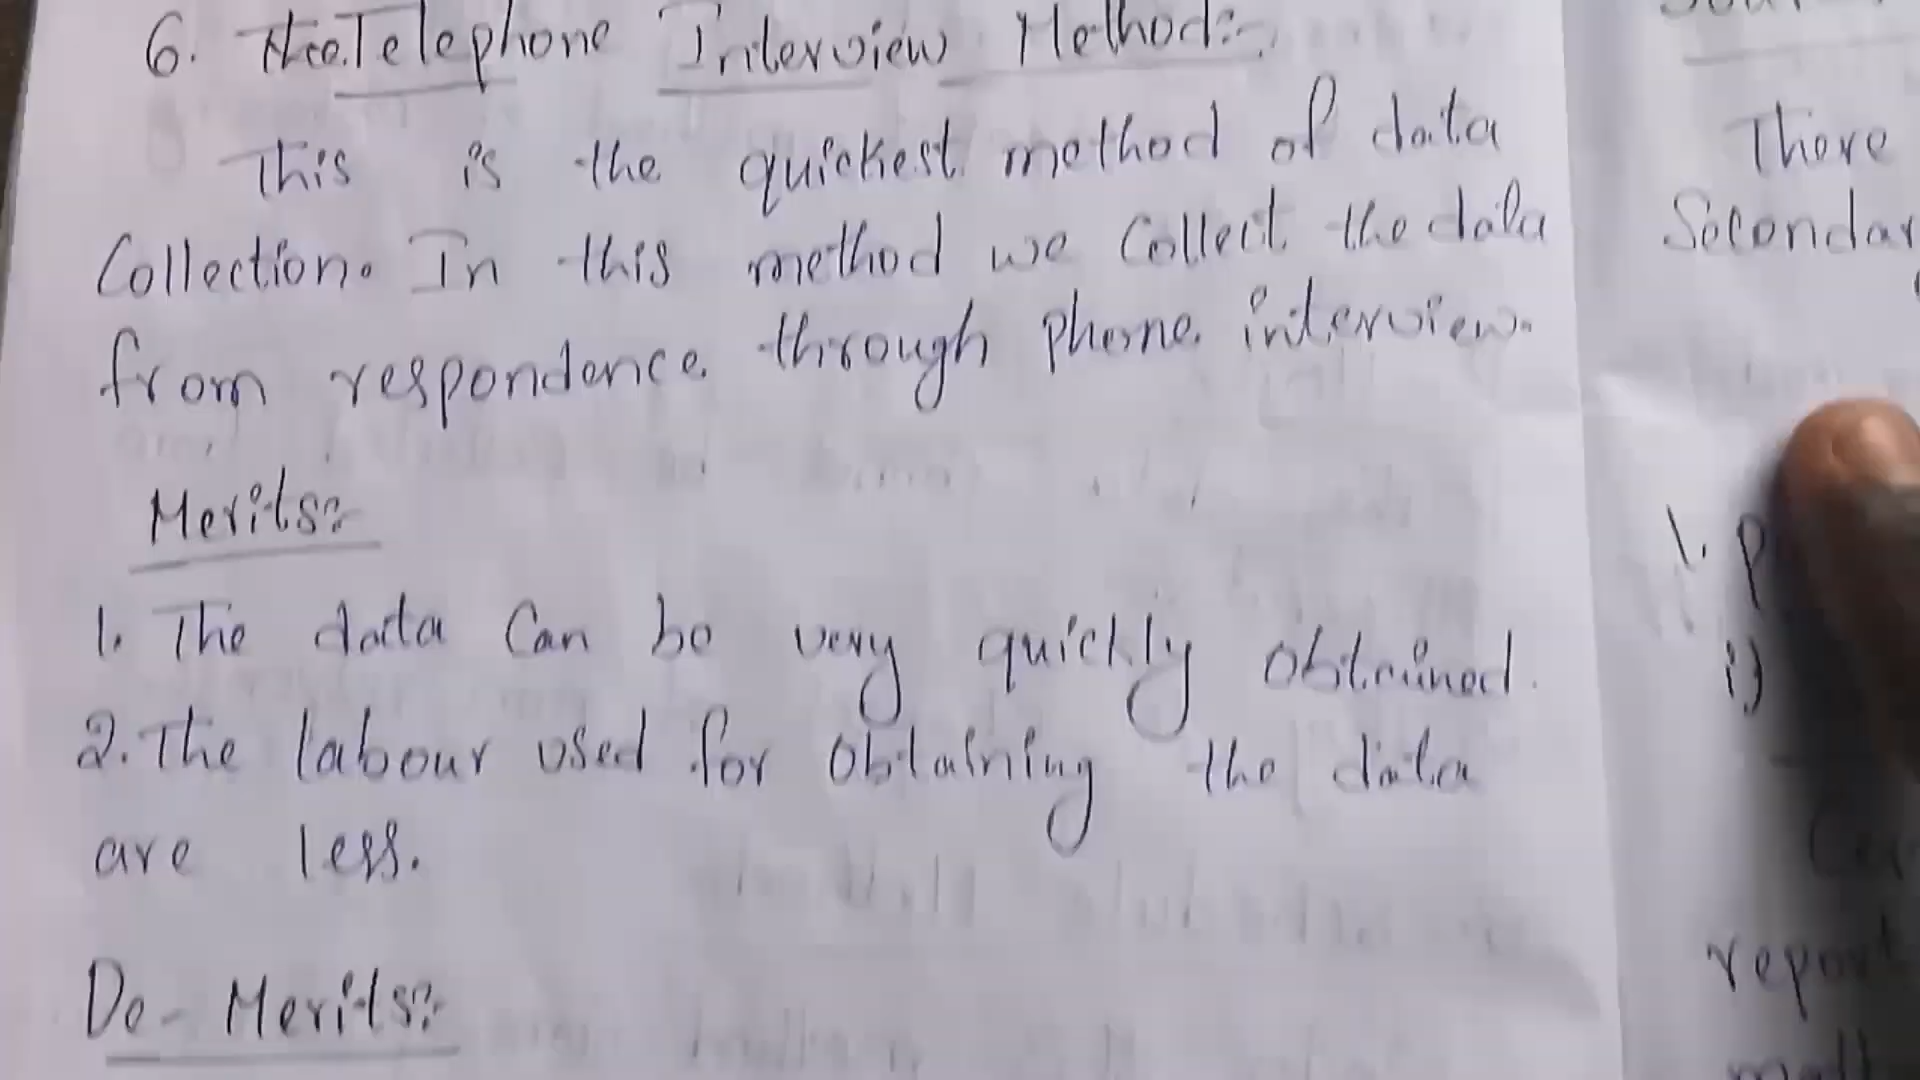 6. The Telephone Interview Method:-
This is the quickest method of data
Collection. In this method we Collect the data
from respondence through phone interview.
Merits:-
1. The data Can be very quickly obtained.
2. The labour used for obtaining the data
are less.
De-Merits:-
There
Secondar
1. P
i)
report